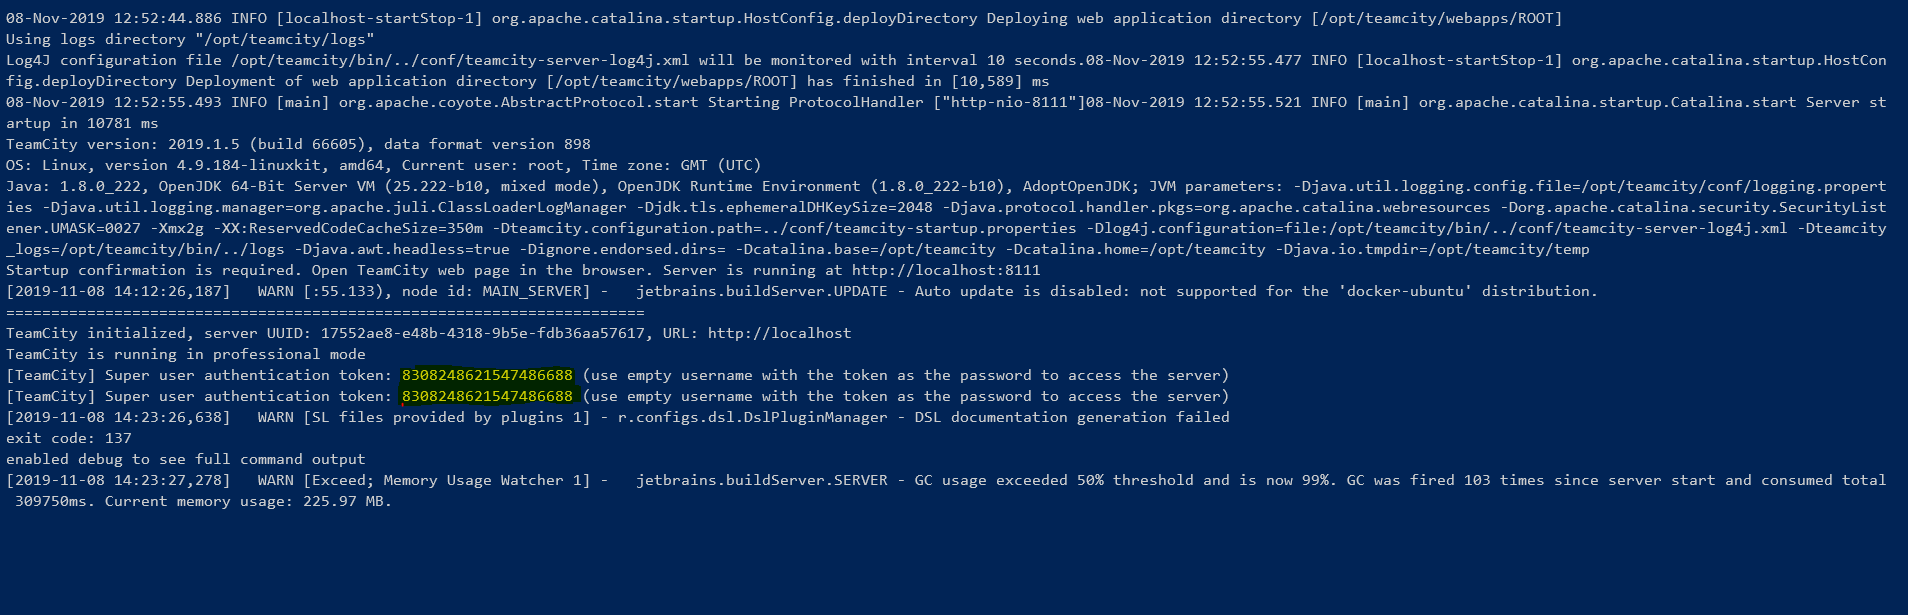 08-Nov-2019 12:52:44.886 INFO [localhost-startStop-1] org.apache.catalina.startup.HostConfig.deployDirectory Deploying web application directory [/opt/teamcity/webapps/ROOT]
Using logs directory "/opt/teamcity/logs"
Log4J configuration file /opt/teamcity/bin/../conf/teamcity-server-log4j.xml will be monitored with interval 10 seconds.08-Nov-2019 12:52:55.477 INFO [localhost-startStop-1] org.apache.catalina.startup.HostCon
fig.deployDirectory Deployment of web application directory [/opt/teamcity/webapps/ROOT] has finished in [10,589] ms
08-Nov-2019 12:52:55.493 INFO [main] org.apache.coyote.AbstractProtocol.start Starting ProtocolHandler ["http-nio-8111"]08-Nov-2019 12:52:55.521 INFO [main] org.apache.catalina.startup.Catalina.start Server st
artup in 10781 ms
TeamCity version: 2019.1.5 (build 66605), data format version 898
OS: Linux, version 4.9.184-linuxkit, amd64, Current user: root, Time zone: GMT (UTC)
Java: 1.8.0_222, OpenJDK 64-Bit Server VM (25.222-b10, mixed mode), OpenJDK Runtime Environment (1.8.0_222-b10), AdoptOpenJDK; JVM parameters: -Djava.util.logging.config.file=/opt/teamcity/conf/logging.propert
ies -Djava.util.logging.manager=org.apache.juli.ClassLoaderLogManager -Djdk.tls.ephemeralDHKeySize=2048 -Djava.protocol.handler.pkgs=org.apache.catalina.webresources -Dorg.apache.catalina.security.SecurityList
ener.UMASK=0027 -Xmx2g -XX:ReservedCodeCacheSize=350m -Dteamcity.configuration.path=../conf/teamcity-startup.properties -Dlog4j.configuration=file:/opt/teamcity/bin/../conf/teamcity-server-log4j.xml -Dteamcity
_logs=/opt/teamcity/bin/../logs -Djava.awt.headless=true -Dignore.endorsed.dirs= -Dcatalina.base=/opt/teamcity -Dcatalina.home=/opt/teamcity -Djava.io.tmpdir=/opt/teamcity/temp
Startup confirmation is required. Open TeamCity web page in the browser. Server is running at http://localhost:8111
[2019-11-08 14:12:26,187]   WARN [:55.133), node id: MAIN_SERVER] -   jetbrains.buildServer.UPDATE - Auto update is disabled: not supported for the 'docker-ubuntu' distribution.
=======================================================================
TeamCity initialized, server UUID: 17552ae8-e48b-4318-9b5e-fdb36aa57617, URL: http://localhost
TeamCity is running in professional mode
[TeamCity] Super user authentication token: 8308248621547486688 (use empty username with the token as the password to access the server)
[TeamCity] Super user authentication token: 8308248621547486688 (use empty username with the token as the password to access the server)
[2019-11-08 14:23:26,638]   WARN [SL files provided by plugins 1] - r.configs.dsl.DslPluginManager - DSL documentation generation failed
exit code: 137
enabled debug to see full command output
[2019-11-08 14:23:27,278]   WARN [Exceed; Memory Usage Watcher 1] -   jetbrains.buildServer.SERVER - GC usage exceeded 50% threshold and is now 99%. GC was fired 103 times since server start and consumed total
 309750ms. Current memory usage: 225.97 MB.